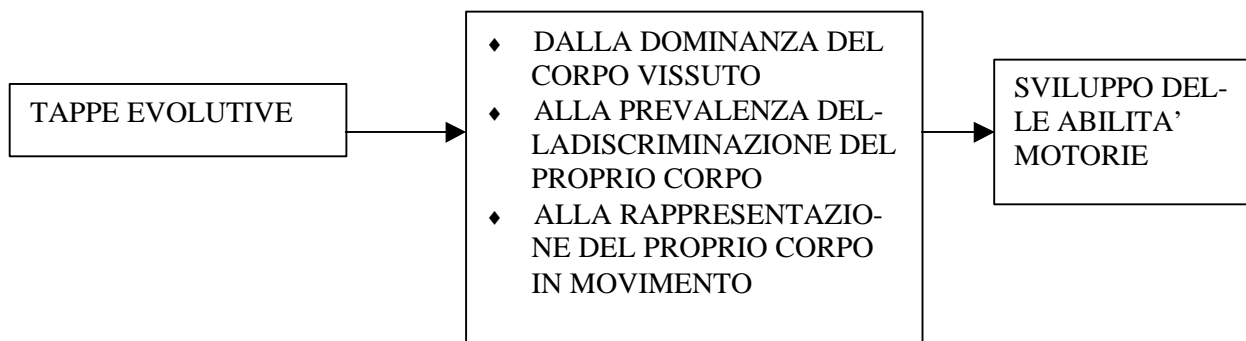 TAPPE EVOLUTIVE
♦ DALLA DOMINANZA DEL
CORPO VISSUTO
♦ ALLA PREVALENZA DEL-
LADISCRIMINAZIONE DEL
PROPRIO CORPO
♦ ALLA RAPPRESENTAZIO-
NE DEL PROPRIO CORPO
IN MOVIMENTO
SVILUPPO DEL-
LE ABILITA’
MOTORIE